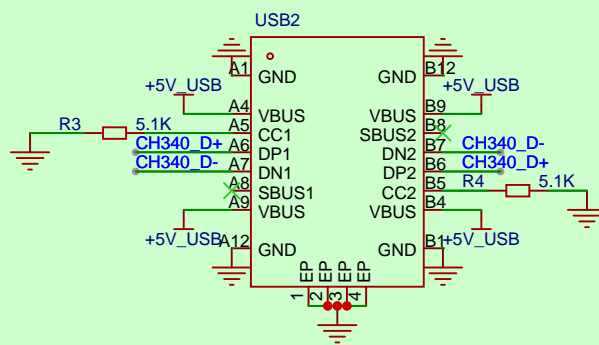 USB2
A1 GND GND B12
+5V_USB +5V_USB
A4 VBUS VBUS B9
R3 5.1K A5 CC1 SBUS2 B8
CH340_D+ A6 DP1 DN2 B7 CH340_D-
CH340_D- A7 DN1 DP2 B6 CH340_D+
A8 SBUS1 CC2 B5 R4 5.1K
A9 VBUS VBUS B4
+5V_USB +5V_USB
A12 GND GND B1
EP EP EP EP
1 2 3 4